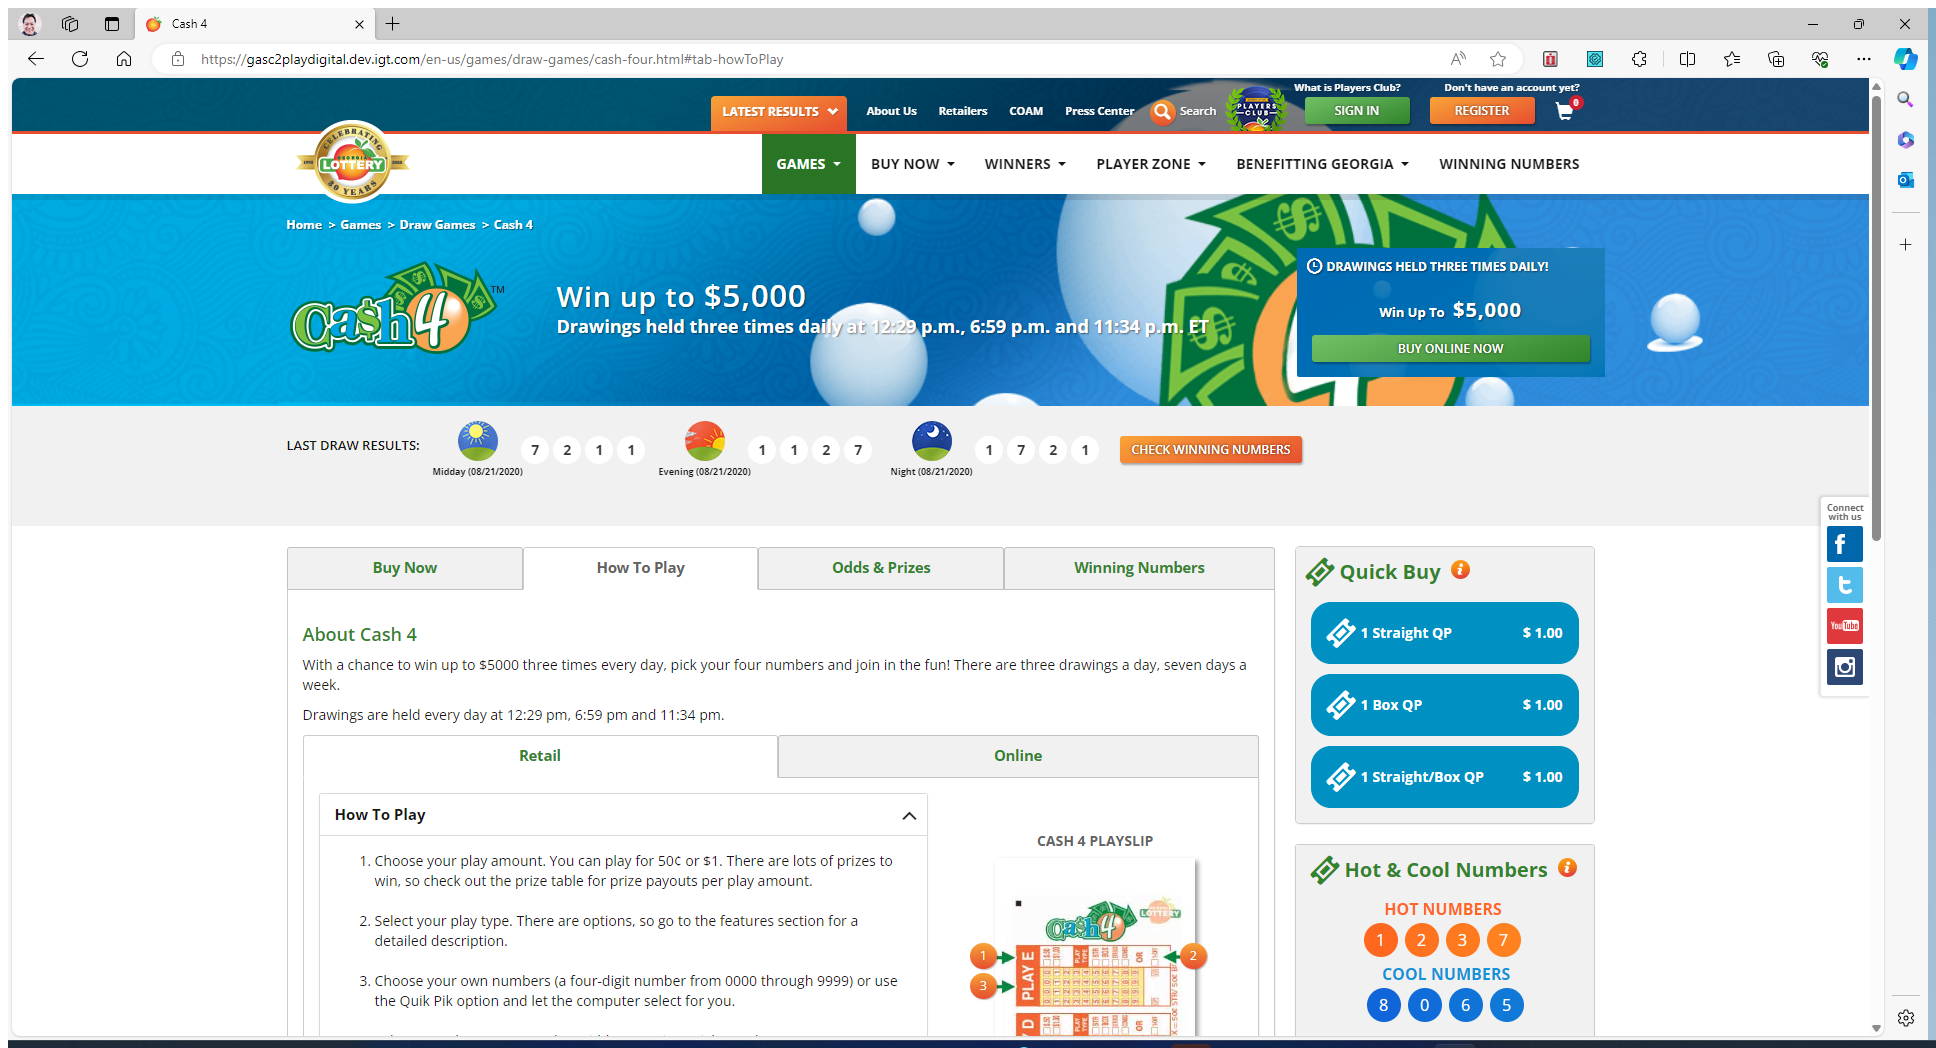 Cash 4
https://gasc2playdigital.dev.igt.com/en-us/games/draw-games/cash-four.html#tab-howToPlay
What is Players Club?
Don't have an account yet?
LATEST RESULTS
About Us
Retailers
COAM
Press Center
Search
PLAYERS CLUB
SIGN IN
REGISTER
0
CELEBRATING
GEORGIA
LOTTERY
30 YEARS
GAMES
BUY NOW
WINNERS
PLAYER ZONE
BENEFITTING GEORGIA
WINNING NUMBERS
Home > Games > Draw Games > Cash 4
Cash 4 TM
Win up to $5,000
Drawings held three times daily at 12:29 p.m., 6:59 p.m. and 11:34 p.m. ET
DRAWINGS HELD THREE TIMES DAILY!
Win Up To $5,000
BUY ONLINE NOW
LAST DRAW RESULTS:
Midday (08/21/2020)
7 2 1 1
Evening (08/21/2020)
1 1 2 7
Night (08/21/2020)
1 7 2 1
CHECK WINNING NUMBERS
Connect
with us
You Tube
Buy Now
How To Play
Odds & Prizes
Winning Numbers
About Cash 4
With a chance to win up to $5000 three times every day, pick your four numbers and join in the fun! There are three drawings a day, seven days a
week.
Drawings are held every day at 12:29 pm, 6:59 pm and 11:34 pm.
Retail
Online
How To Play
1. Choose your play amount. You can play for 50¢ or $1. There are lots of prizes to
win, so check out the prize table for prize payouts per play amount.
2. Select your play type. There are options, so go to the features section for a
detailed description.
3. Choose your own numbers (a four-digit number from 0000 through 9999) or use
the Quik Pik option and let the computer select for you.
CASH 4 PLAYSLIP
Cash 4
LOTTERY
1
2
3
PLAY E
PLAY TYPE
OR
Y D
PLAY TYPE
OR
Quick Buy
1 Straight QP $ 1.00
1 Box QP $ 1.00
1 Straight/Box QP $ 1.00
Hot & Cool Numbers
HOT NUMBERS
1 2 3 7
COOL NUMBERS
8 0 6 5